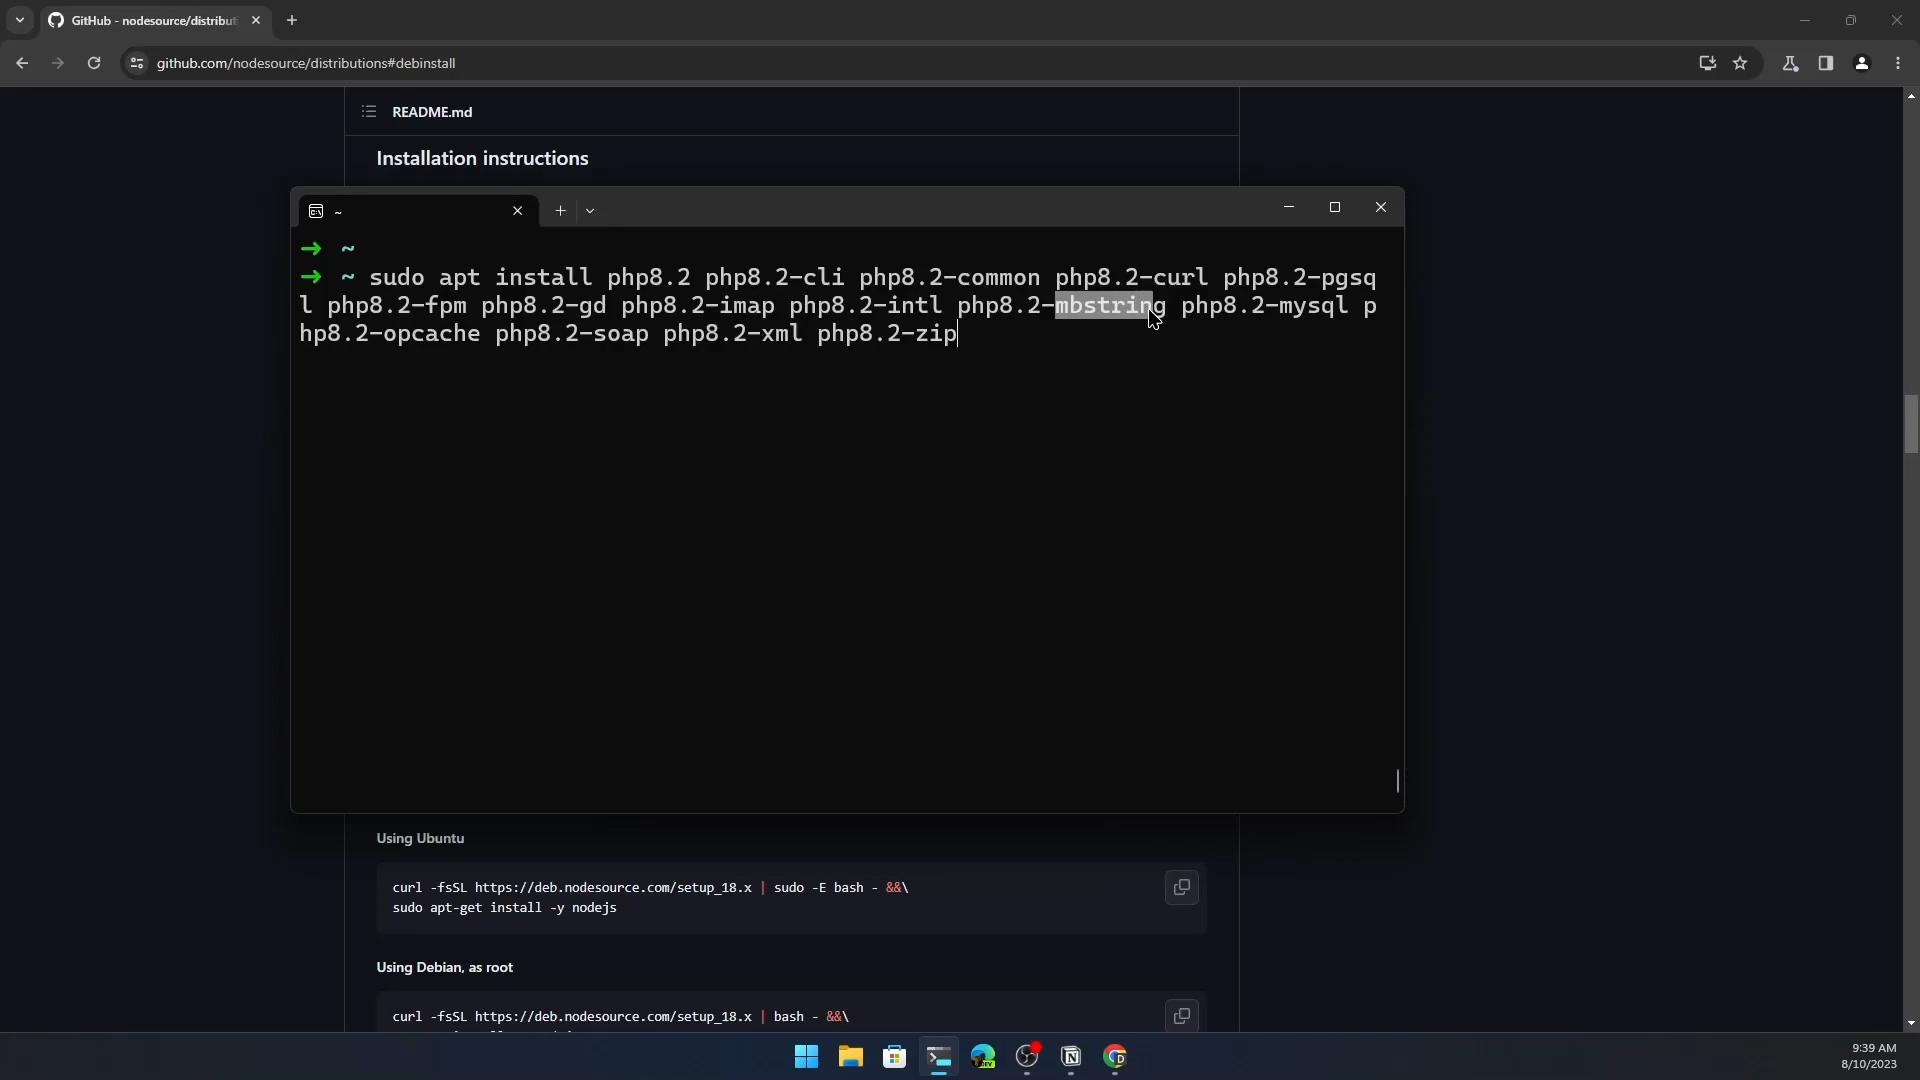 GitHub - nodesource/distribut
github.com/nodesource/distributions#debinstall
README.md
Installation instructions
~
➜ ~
➜ ~ sudo apt install php8.2 php8.2-cli php8.2-common php8.2-curl php8.2-pgsq
l php8.2-fpm php8.2-gd php8.2-imap php8.2-intl php8.2-mbstring php8.2-mysql p
hp8.2-opcache php8.2-soap php8.2-xml php8.2-zip
Using Ubuntu
curl -fsSL https://deb.nodesource.com/setup_18.x | sudo -E bash - &&\
sudo apt-get install -y nodejs
Using Debian, as root
curl -fsSL https://deb.nodesource.com/setup_18.x | bash - &&\
9:39 AM
8/10/2023